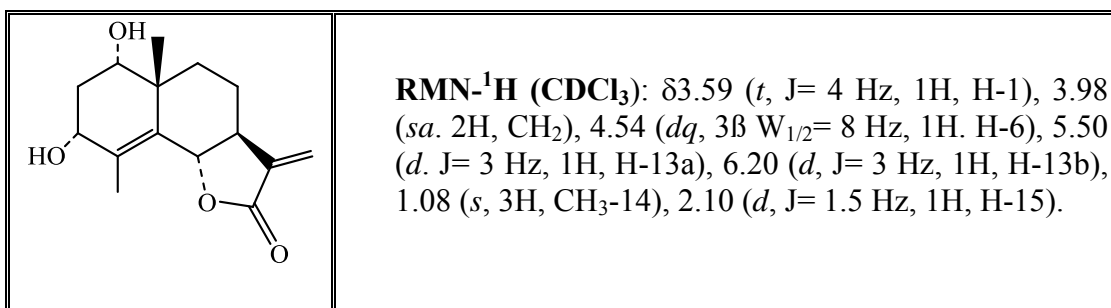 OH
HO
O
O
RMN-¹H (CDCl₃): δ3.59 (t, J= 4 Hz, 1H, H-1), 3.98
(sa. 2H, CH₂), 4.54 (dq, 3ß W₁/₂= 8 Hz, 1H. H-6), 5.50
(d. J= 3 Hz, 1H, H-13a), 6.20 (d, J= 3 Hz, 1H, H-13b),
1.08 (s, 3H, CH₃-14), 2.10 (d, J= 1.5 Hz, 1H, H-15).